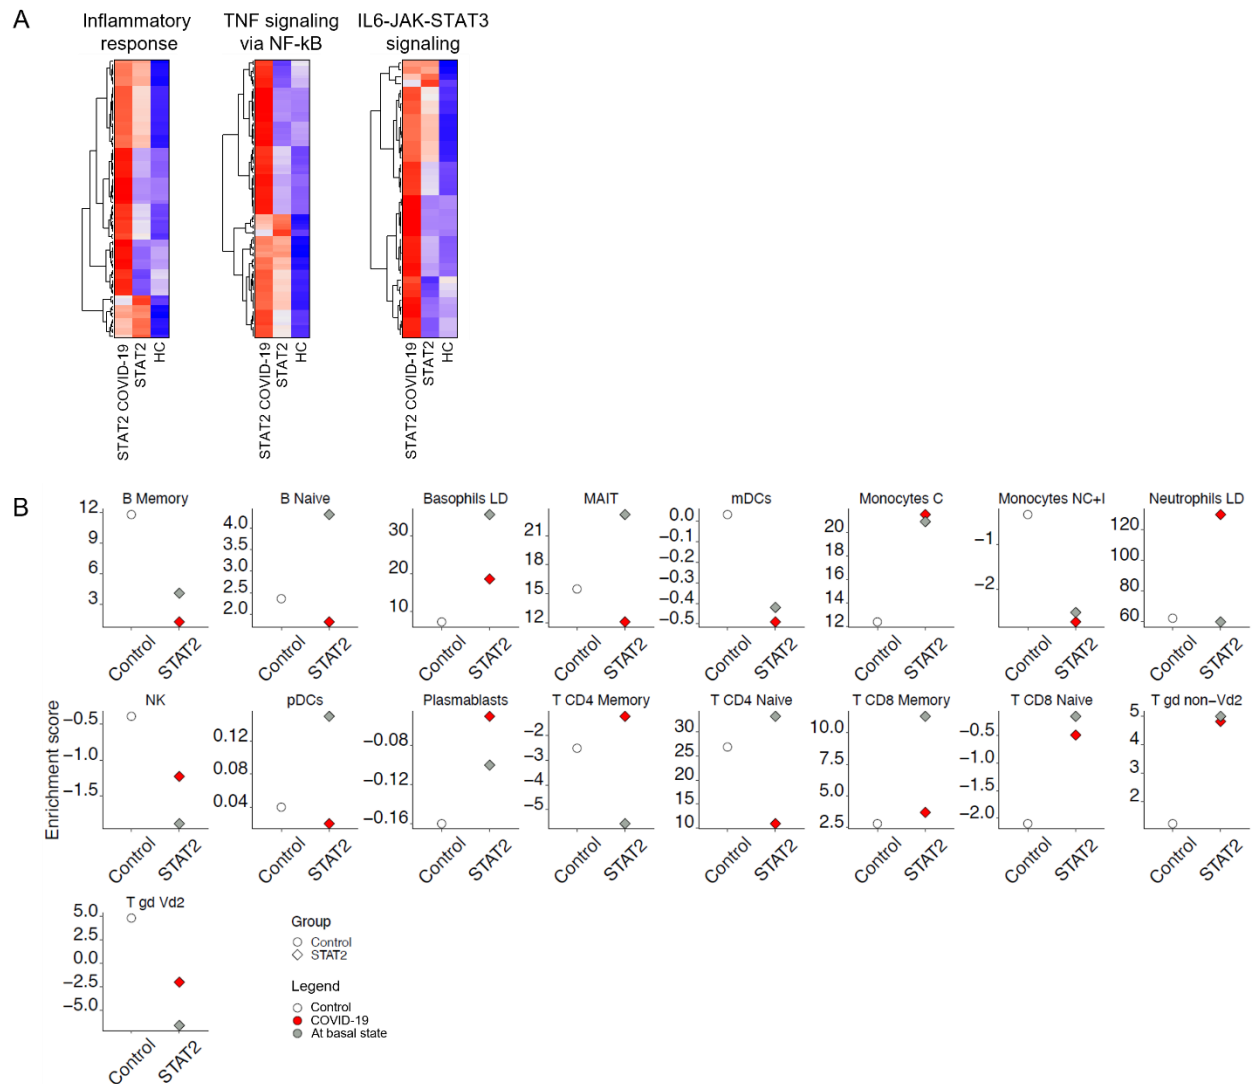 A
Inflammatory
response
TNF signaling
via NF-kB
IL6-JAK-STAT3
signaling
STAT2 COVID-19
STAT2
HC
STAT2 COVID-19
STAT2
HC
STAT2 COVID-19
STAT2
HC
B
Enrichment score
B Memory
12
9
6
3
Control
STAT2
B Naive
4.0
3.5
3.0
2.5
2.0
Control
STAT2
Basophils LD
30
20
10
Control
STAT2
MAIT
21
18
15
12
Control
STAT2
mDCs
0.0
−0.1
−0.2
−0.3
−0.4
−0.5
Control
STAT2
Monocytes C
20
18
16
14
12
Control
STAT2
Monocytes NC+I
−1
−2
Control
STAT2
Neutrophils LD
120
100
80
60
Control
STAT2
NK
−0.5
−1.0
−1.5
Control
STAT2
pDCs
0.12
0.08
0.04
Control
STAT2
Plasmablasts
−0.08
−0.12
−0.16
Control
STAT2
T CD4 Memory
−2
−3
−4
−5
Control
STAT2
T CD4 Naive
30
25
20
15
10
Control
STAT2
T CD8 Memory
10.0
7.5
5.0
2.5
Control
STAT2
T CD8 Naive
−0.5
−1.0
−1.5
−2.0
Control
STAT2
T gd non−Vd2
5
4
3
2
Control
STAT2
T gd Vd2
5.0
2.5
0.0
−2.5
−5.0
Control
STAT2
Group
Control
STAT2
Legend
Control
COVID-19
At basal state